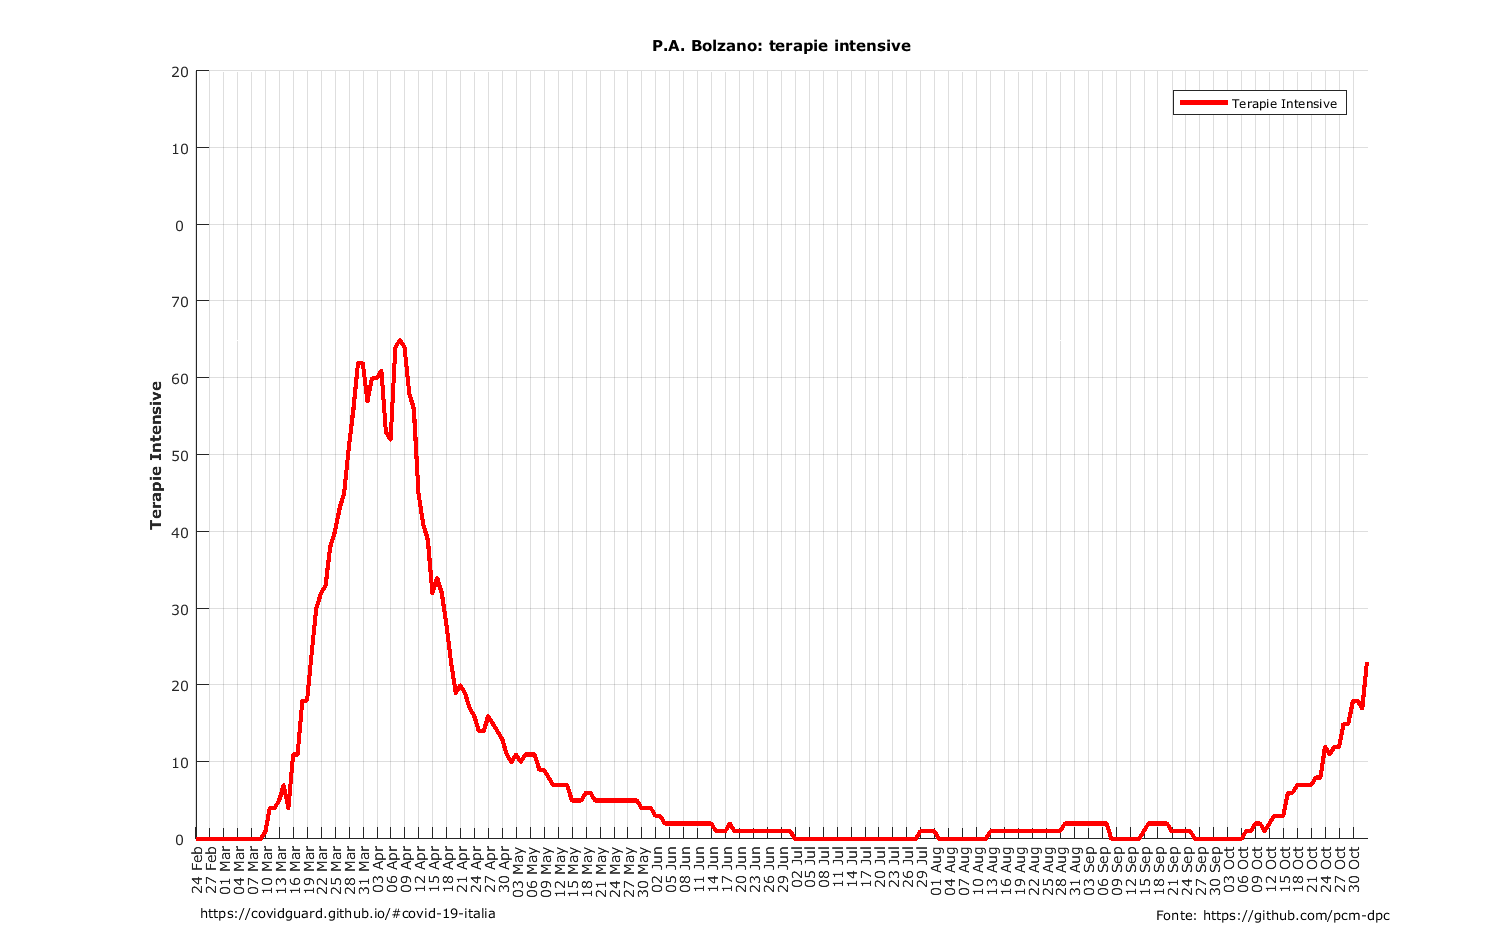 P.A. Bolzano: terapie intensive
20
10
0
70
60
50
40
30
20
10
0
Terapie Intensive
Terapie Intensive
24 Feb
27 Feb
01 Mar
04 Mar
07 Mar
10 Mar
13 Mar
16 Mar
19 Mar
22 Mar
25 Mar
28 Mar
31 Mar
03 Apr
06 Apr
09 Apr
12 Apr
15 Apr
18 Apr
21 Apr
24 Apr
27 Apr
30 Apr
03 May
06 May
09 May
12 May
15 May
18 May
21 May
24 May
27 May
30 May
02 Jun
05 Jun
08 Jun
11 Jun
14 Jun
17 Jun
20 Jun
23 Jun
26 Jun
29 Jun
02 Jul
05 Jul
08 Jul
11 Jul
14 Jul
17 Jul
20 Jul
23 Jul
26 Jul
29 Jul
01 Aug
04 Aug
07 Aug
10 Aug
13 Aug
16 Aug
19 Aug
22 Aug
25 Aug
28 Aug
31 Aug
03 Sep
06 Sep
09 Sep
12 Sep
15 Sep
18 Sep
21 Sep
24 Sep
27 Sep
30 Sep
03 Oct
06 Oct
09 Oct
12 Oct
15 Oct
18 Oct
21 Oct
24 Oct
27 Oct
30 Oct
https://covidguard.github.io/#covid-19-italia
Fonte: https://github.com/pcm-dpc